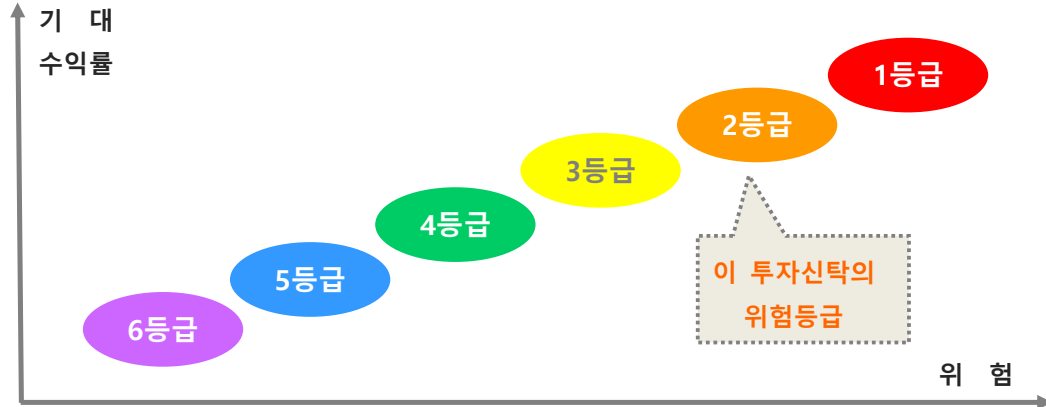 기 대
수익률
1등급
2등급
3등급
4등급
5등급
6등급
이 투자신탁의
위험등급
위 험